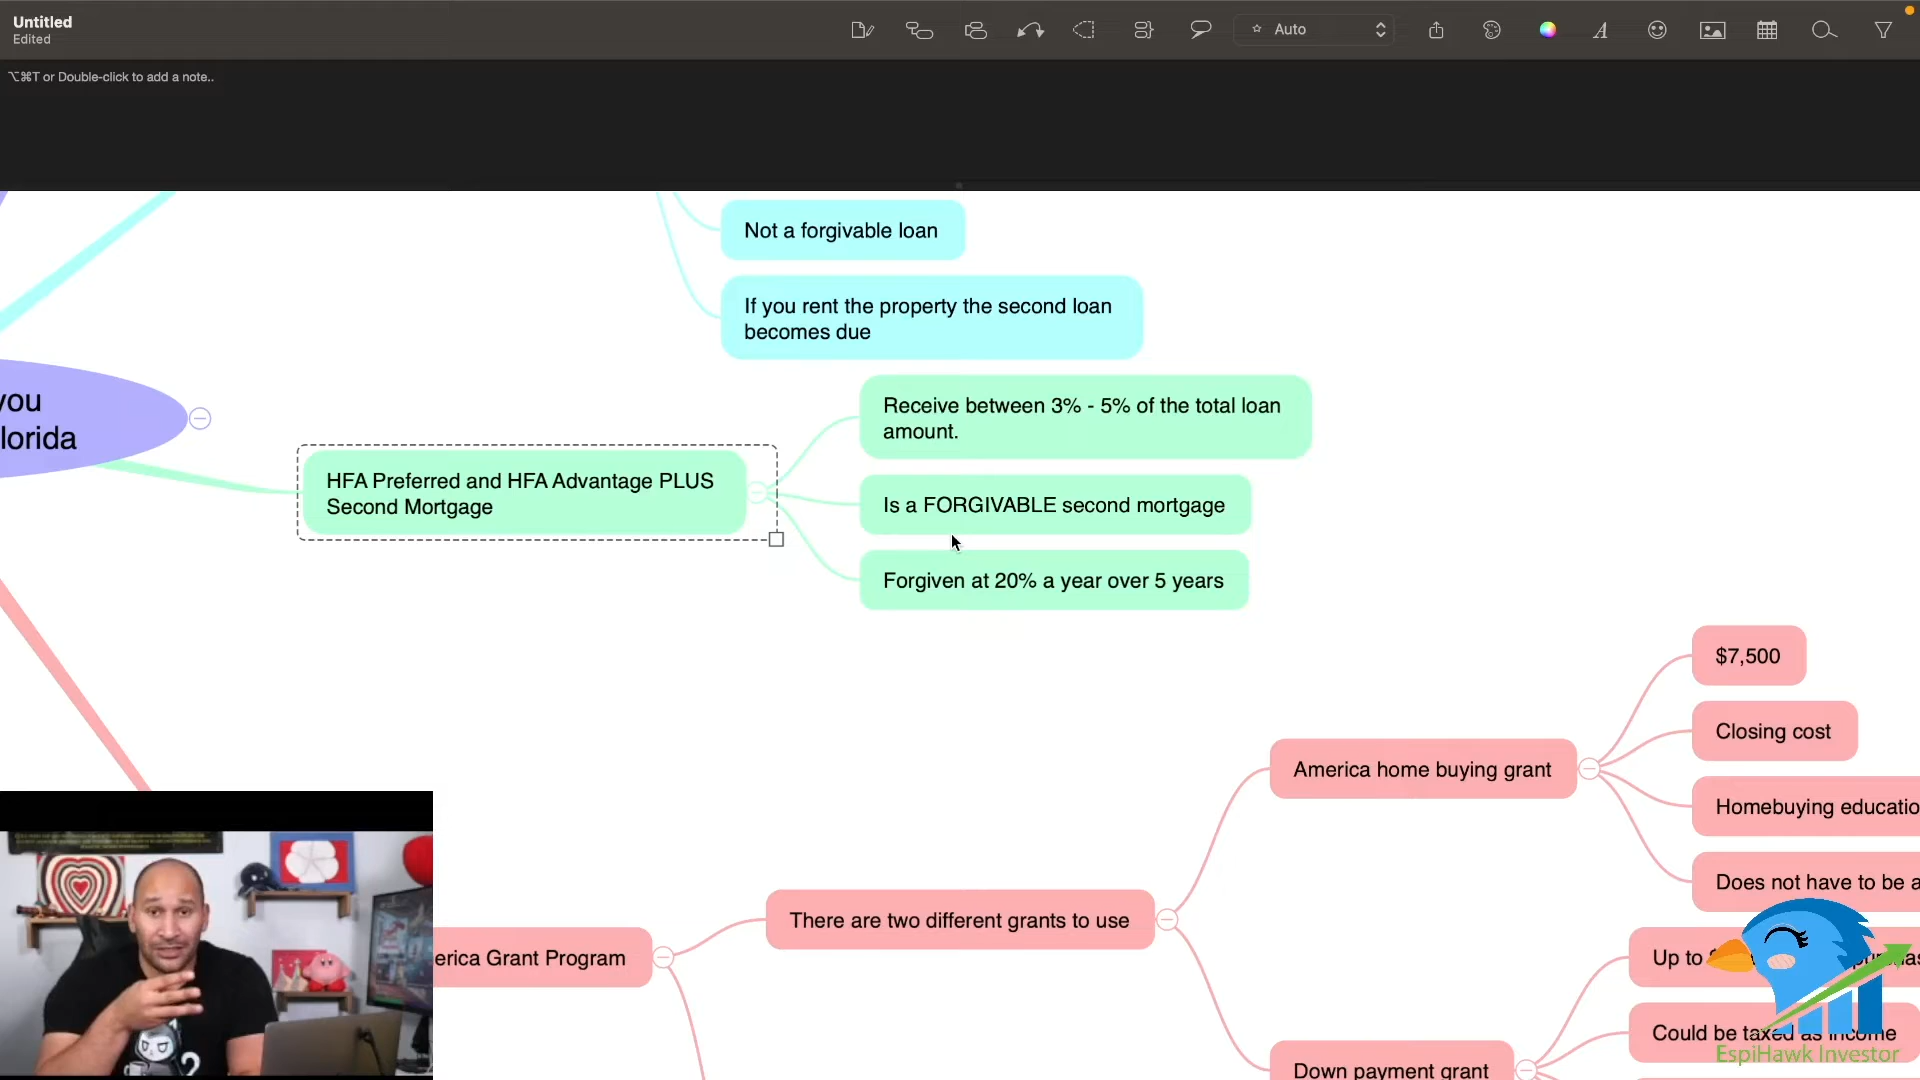 Untitled
Edited
Auto
⌥⌘T or Double-click to add a note..
Not a forgivable loan
If you rent the property the second loan
becomes due
you
lorida
HFA Preferred and HFA Advantage PLUS
Second Mortgage
Receive between 3% - 5% of the total loan
amount.
Is a FORGIVABLE second mortgage
Forgiven at 20% a year over 5 years
$7,500
Closing cost
America home buying grant
Homebuying educatio
Does not have to be a
There are two different grants to use
erica Grant Program
Up to
Could be taxed as income
Down payment grant
EspiHawk Investor